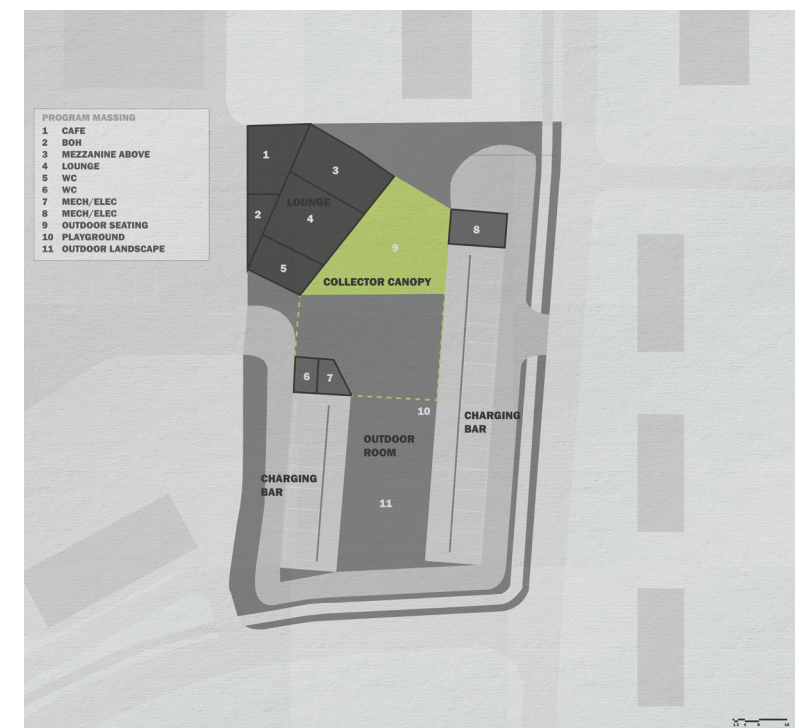 PROGRAM MASSING
1 CAFE
2 BOH
3 MEZZANINE ABOVE
4 LOUNGE
5 WC
6 WC
7 MECH/ELEC
8 MECH/ELEC
9 OUTDOOR SEATING
10 PLAYGROUND
11 OUTDOOR LANDSCAPE
1
3
LOUNGE
2
4
8
9
5
COLLECTOR CANOPY
6
7
10
CHARGING
BAR
OUTDOOR
ROOM
CHARGING
BAR
11